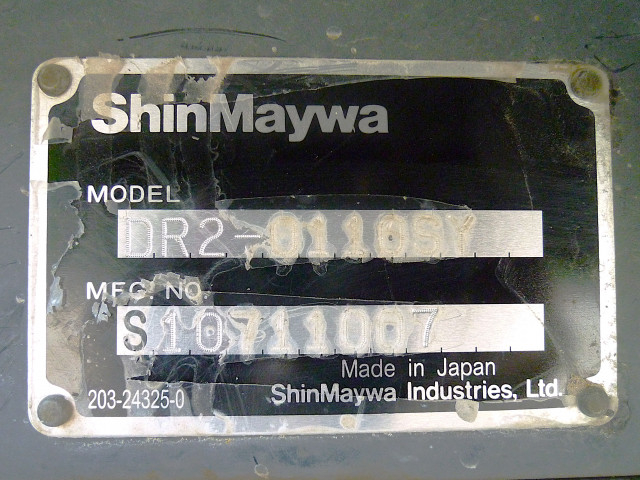 ShinMaywa
MODEL
DR2-0110SY
MFG. NO
S10711007
Made in Japan
203-24325-0
ShinMaywa Industries, Ltd.